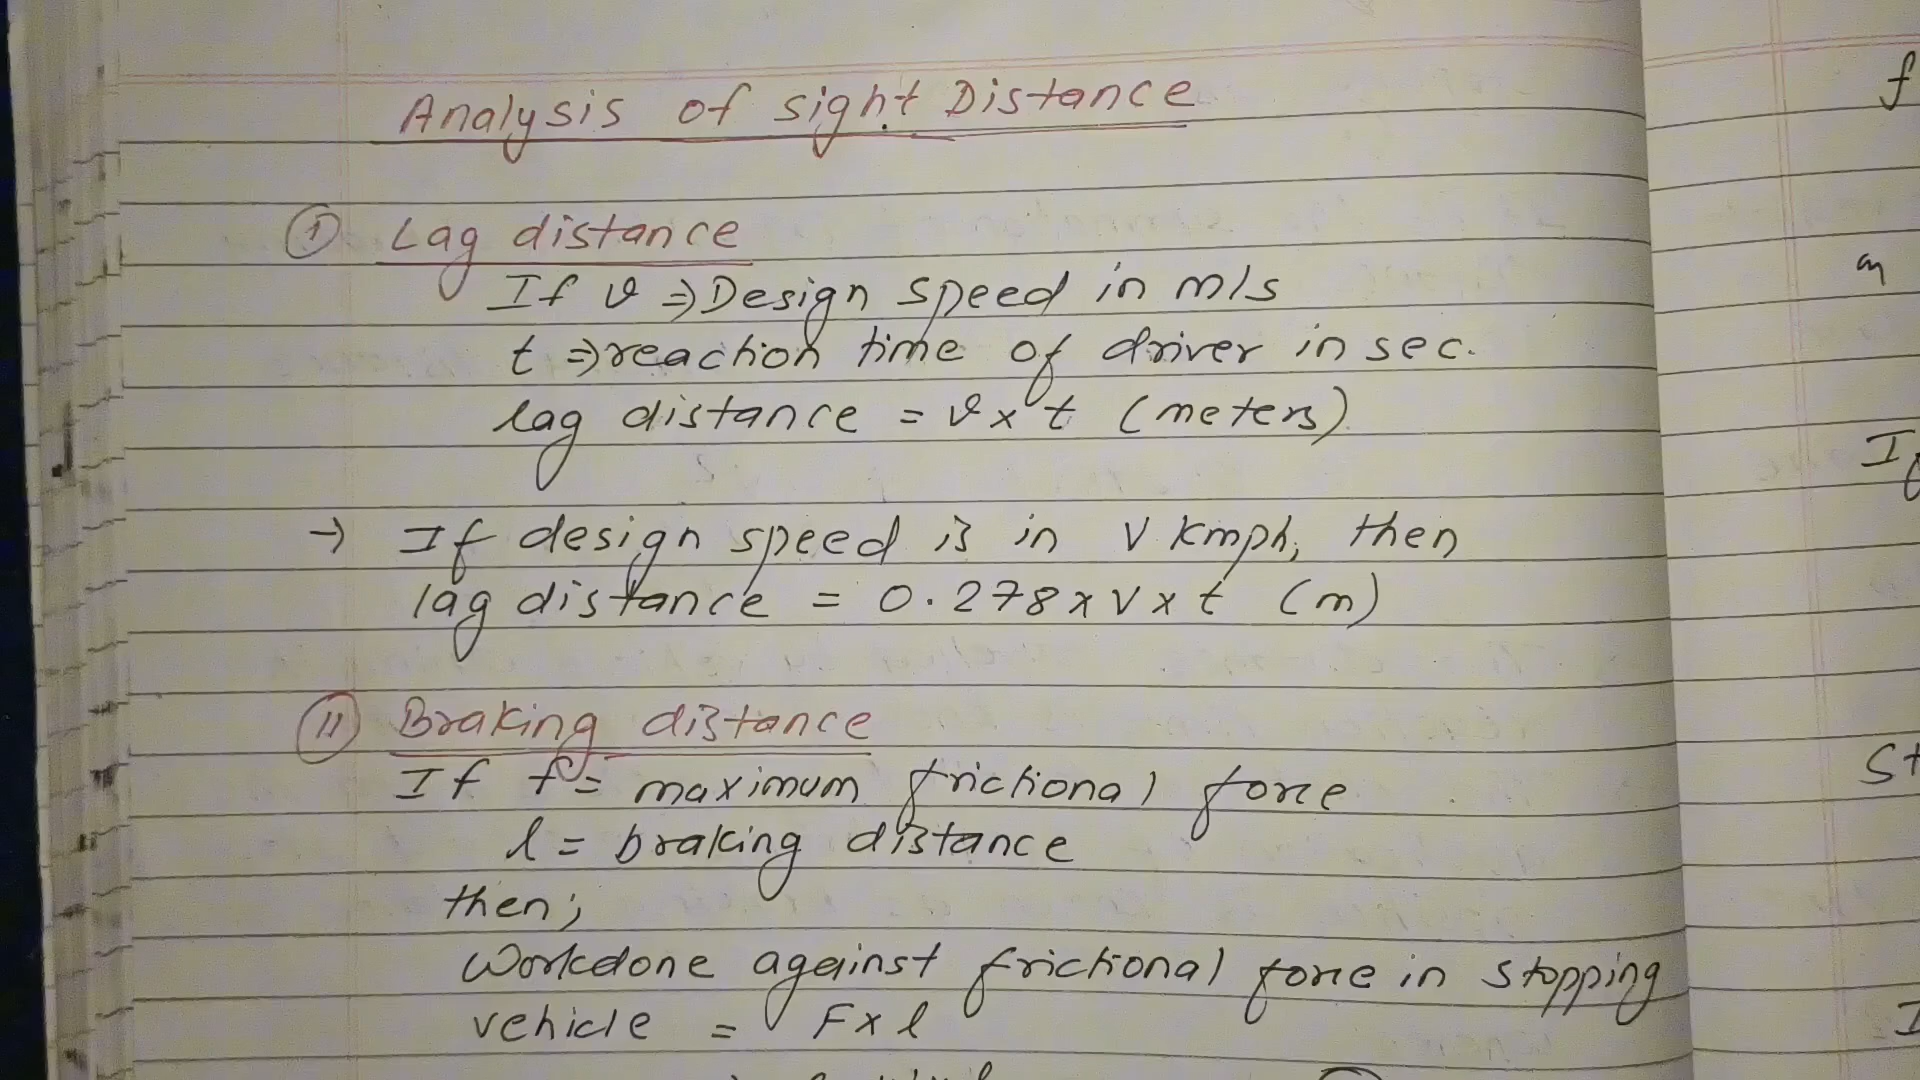 Analysis of sight Distance
(I) Lag distance
If v ⇒ Design speed in m/s
t ⇒ reaction time of driver in sec.
lag distance = v x t (meters)
→ If design speed is in V kmph, then
lag distance = 0.278 x V x t (m)
(II) Braking distance
If f = maximum frictional force
l = braking distance
then;
Workdone against frictional force in stopping
vehicle = F x l